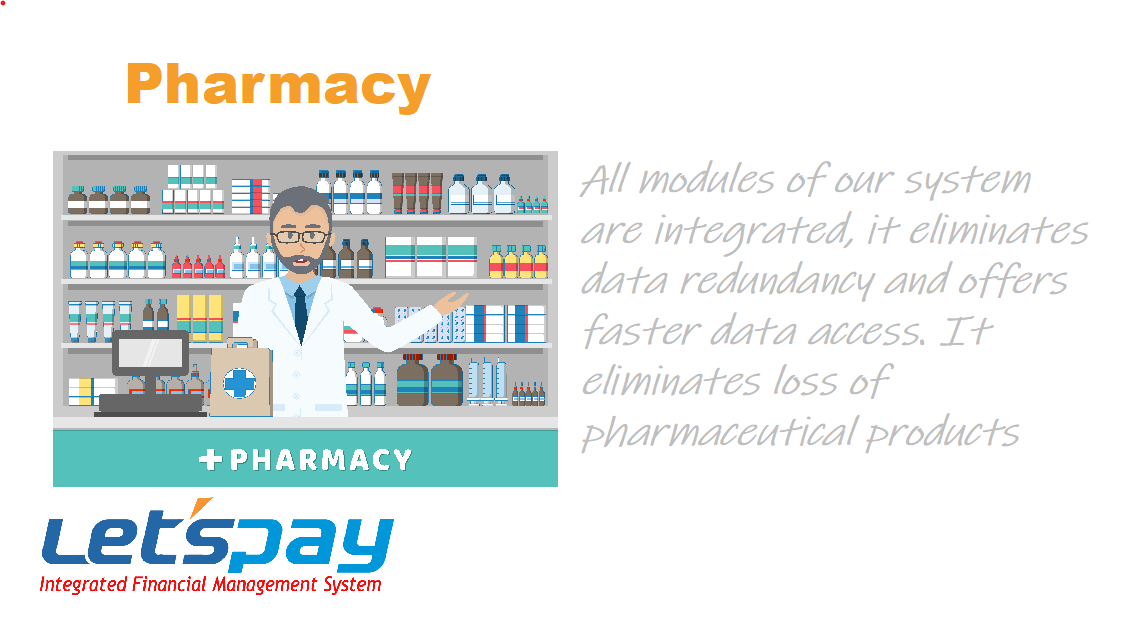 Pharmacy
All modules of our system
are integrated, it eliminates
data redundancy and offers
faster data access. It
eliminates loss of
pharmaceutical products
+PHARMACY
Let'spay
Integrated Financial Management System